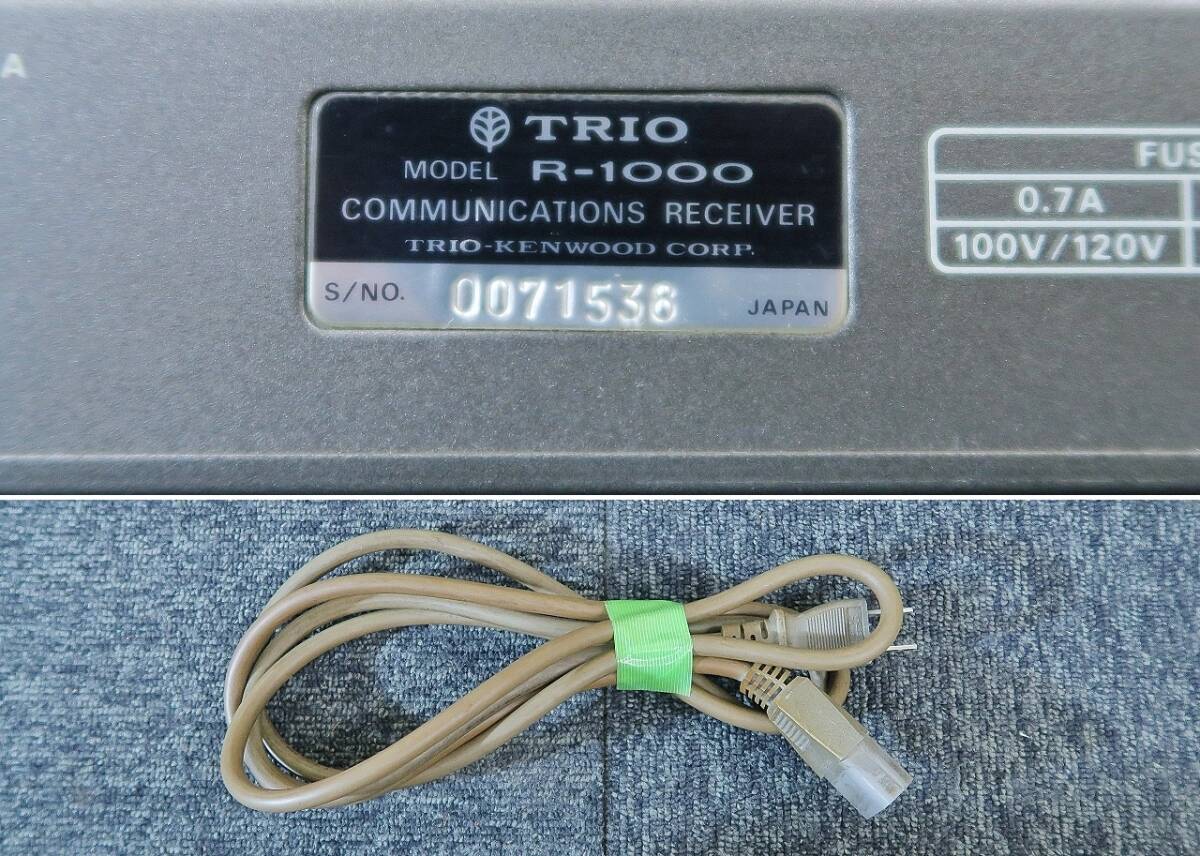 A
TRIO
MODEL R-1000
COMMUNICATIONS RECEIVER
TRIO-KENWOOD CORP.
S/NO. 0071536
JAPAN
FUS
0.7A
100V/120V